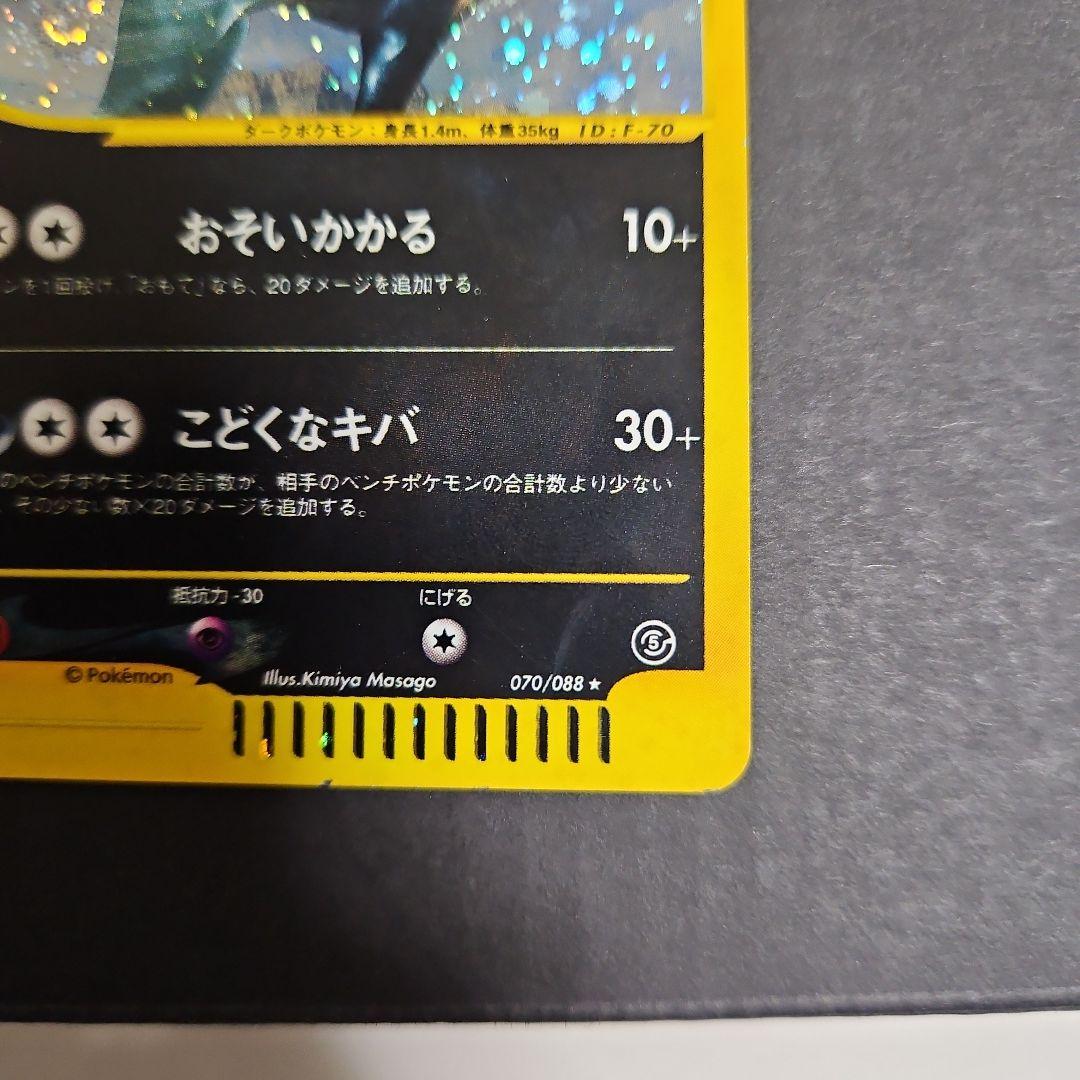 ダークポケモン：身長1.4m、体重35kg ID：F-70
おそいかかる 10+
ンを1回投げ、「おもて」なら、20ダメージを追加する。
こどくなキバ 30+
のベンチポケモンの合計数が、相手のベンチポケモンの合計数より少ない
、その少ない数×20ダメージを追加する。
抵抗力 -30 にげる
5
© Pokémon Illus.Kimiya Masago 070/088 ★